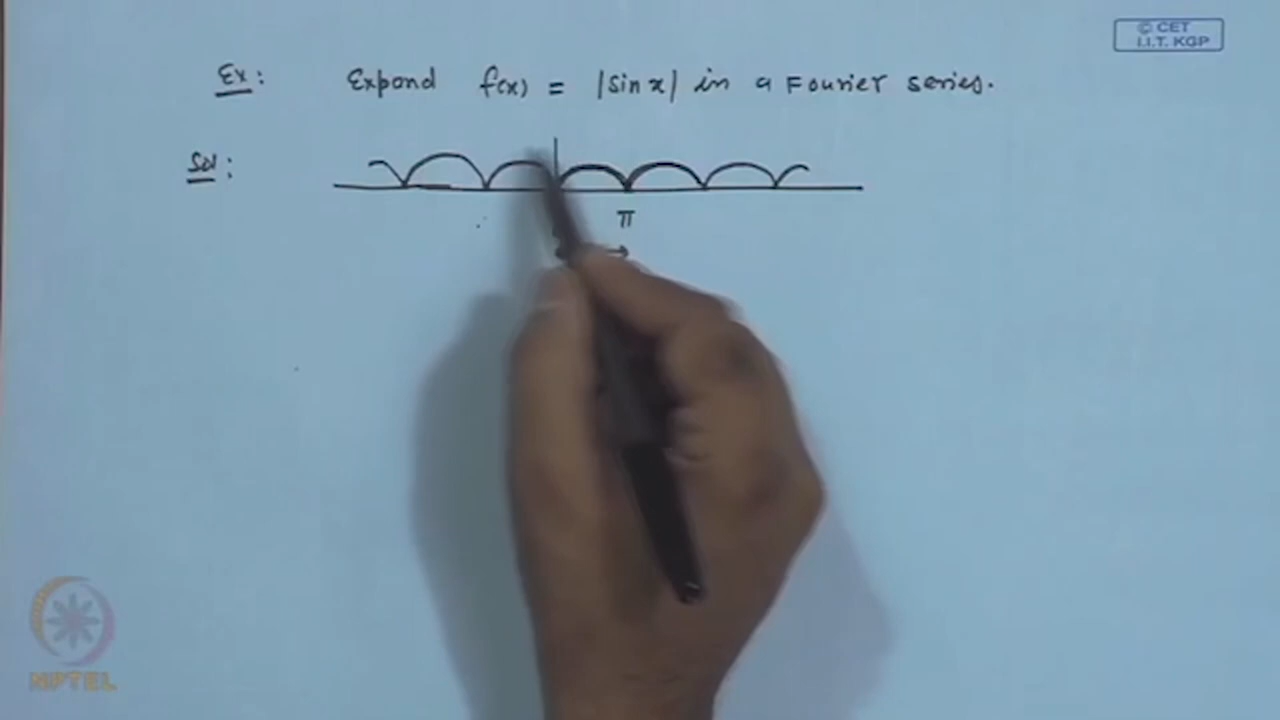 © CET
I.I.T. KGP
Ex: Expand f(x) = |sin x| in a Fourier series.
Sol:
π
NPTEL